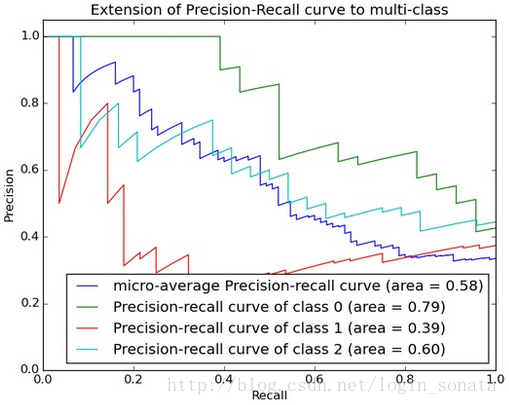 Extension of Precision-Recall curve to multi-class
1.0
0.8
0.6
0.4
0.2
0.0
Precision
micro-average Precision-recall curve (area = 0.58)
Precision-recall curve of class 0 (area = 0.79)
Precision-recall curve of class 1 (area = 0.39)
Precision-recall curve of class 2 (area = 0.60)
0.0 0.2 0.4 0.6 0.8 1.0
Recall
http://blog.csdn.net/login_sonata